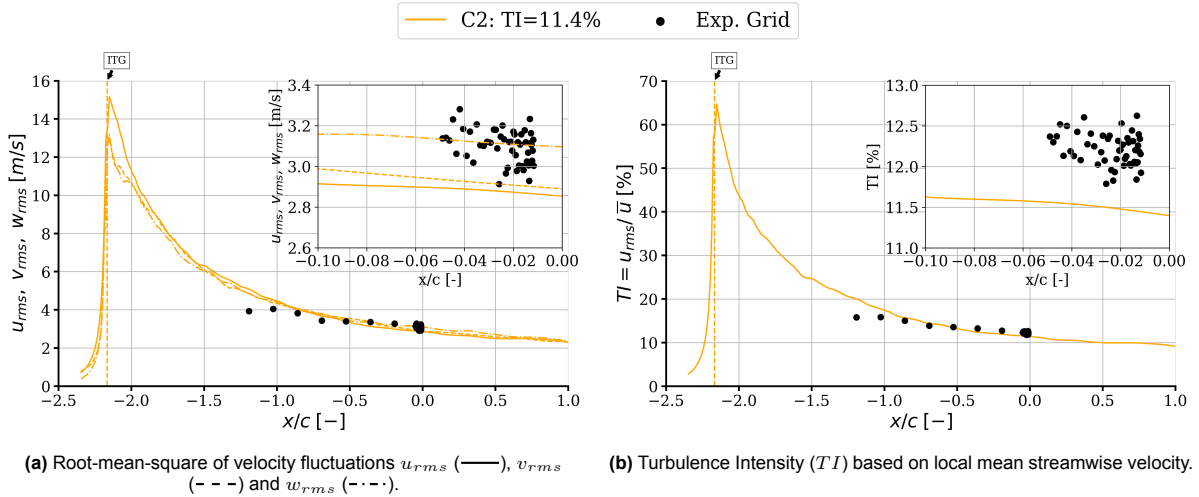 C2: TI=11.4%
Exp. Grid
ITG
16
14
12
10
8
6
4
2
0
u_rms, v_rms, w_rms [m/s]
−2.5 −2.0 −1.5 −1.0 −0.5 0.0 0.5 1.0
x/c [−]
3.4
3.2
3.0
2.8
2.6
u_rms, v_rms, w_rms [m/s]
−0.10 −0.08 −0.06 −0.04 −0.02 0.00
x/c [-]
ITG
70
60
50
40
30
20
10
0
TI = u_rms / u̅ [%]
−2.5 −2.0 −1.5 −1.0 −0.5 0.0 0.5 1.0
x/c [−]
13.0
12.5
12.0
11.5
11.0
TI [%]
−0.10 −0.08 −0.06 −0.04 −0.02 0.00
x/c [-]
(a) Root-mean-square of velocity fluctuations u_rms (——), v_rms
(− − −) and w_rms (− · − · ).
(b) Turbulence Intensity (TI) based on local mean streamwise velocity.